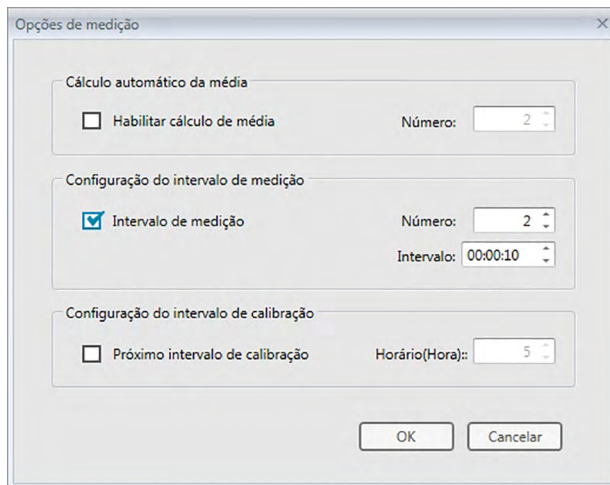 Opções de medição
Cálculo automático da média
Habilitar cálculo de média Número: 2
Configuração do intervalo de medição
Intervalo de medição Número: 2
Intervalo: 00:00:10
Configuração do intervalo de calibração
Próximo intervalo de calibração Horário(Hora):: 5
OK Cancelar